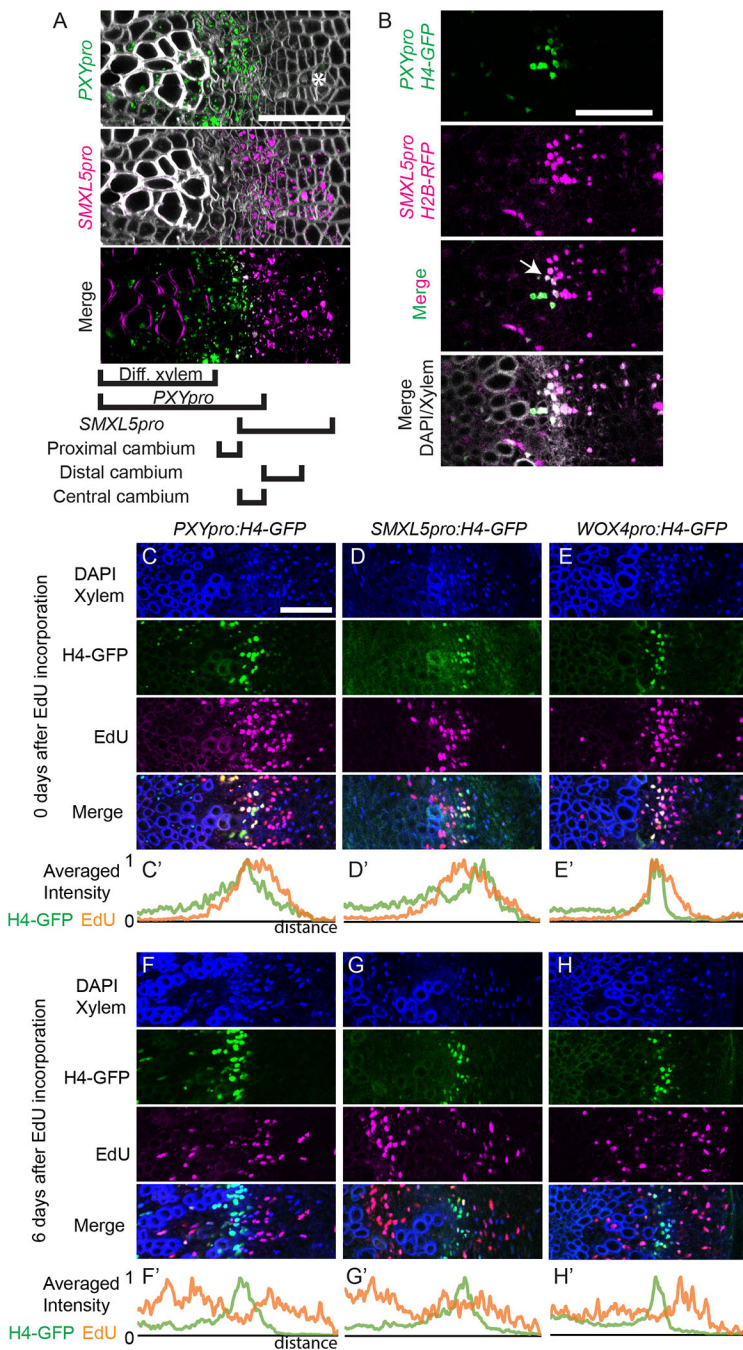 A
PXYpro
*
SMXL5pro
Merge
Diff. xylem
PXYpro
SMXL5pro
Proximal cambium
Distal cambium
Central cambium
B
PXYpro
H4-GFP
SMXL5pro
H2B-RFP
Merge
Merge
DAPI/Xylem
PXYpro:H4-GFP
SMXL5pro:H4-GFP
WOX4pro:H4-GFP
0 days after EdU incorporation
C
D
E
DAPI
Xylem
H4-GFP
EdU
Merge
Averaged
Intensity
H4-GFP EdU
1
0
C'
D'
E'
distance
6 days after EdU incorporation
F
G
H
DAPI
Xylem
H4-GFP
EdU
Merge
Averaged
Intensity
H4-GFP EdU
1
0
F'
G'
H'
distance